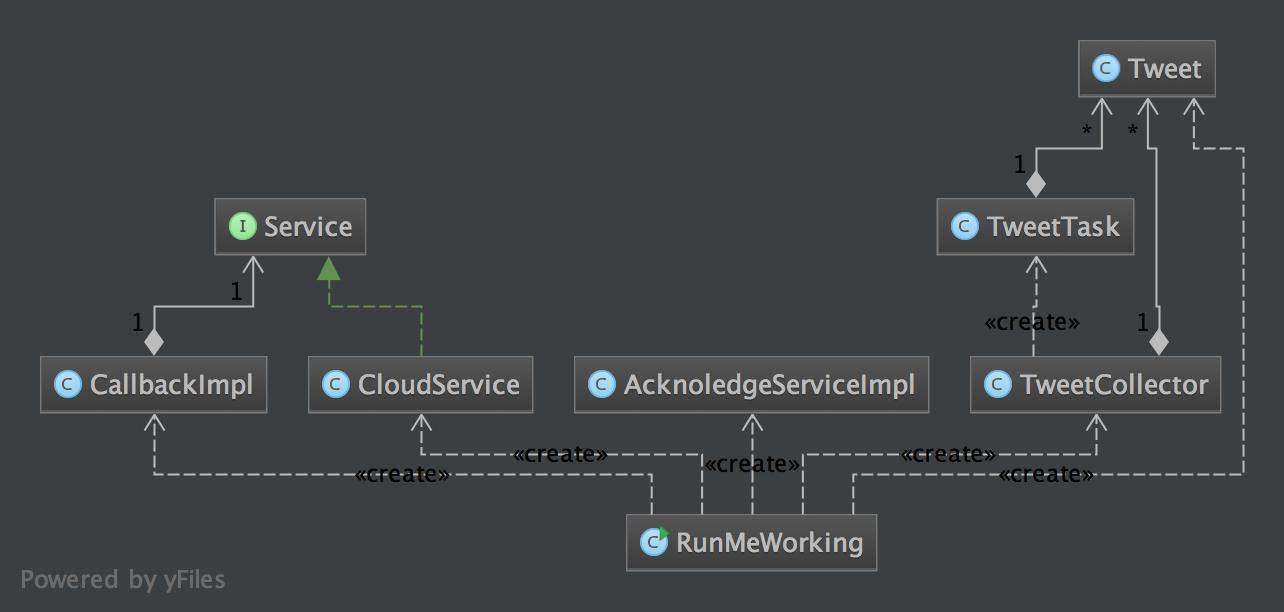 C Tweet
* *
1
I Service
C TweetTask
1
1
«create»
1
C CallbackImpl
C CloudService
C AcknoledgeServiceImpl
C TweetCollector
«create»
«create»
«create»
«create»
«create»
C RunMeWorking
Powered by yFiles